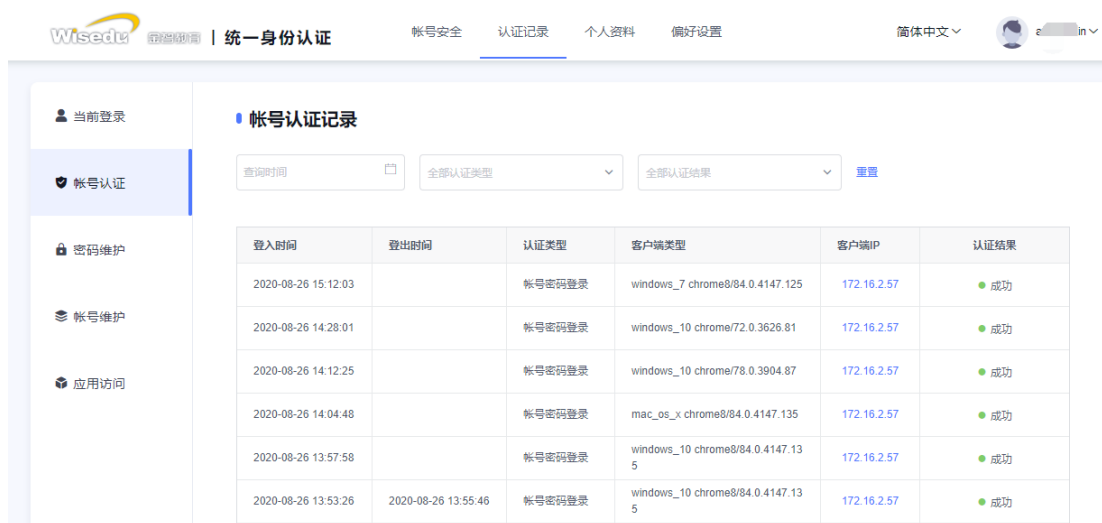 Wisedu 金智教育 | 统一身份认证 帐号安全 认证记录 个人资料 偏好设置 简体中文 a in
当前登录
帐号认证
密码维护
帐号维护
应用访问
帐号认证记录
查询时间 全部认证类型 全部认证结果 重置
登入时间 登出时间 认证类型 客户端类型 客户端IP 认证结果
2020-08-26 15:12:03 帐号密码登录 windows_7 chrome8/84.0.4147.125 172.16.2.57 成功
2020-08-26 14:28:01 帐号密码登录 windows_10 chrome/72.0.3626.81 172.16.2.57 成功
2020-08-26 14:12:25 帐号密码登录 windows_10 chrome/78.0.3904.87 172.16.2.57 成功
2020-08-26 14:04:48 帐号密码登录 mac_os_x chrome8/84.0.4147.135 172.16.2.57 成功
2020-08-26 13:57:58 帐号密码登录 windows_10 chrome8/84.0.4147.13 172.16.2.57 成功
5
2020-08-26 13:53:26 2020-08-26 13:55:46 帐号密码登录 windows_10 chrome8/84.0.4147.13 172.16.2.57 成功
5